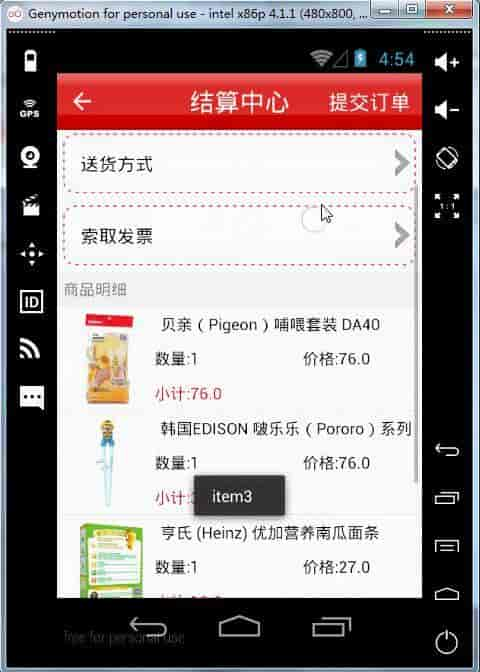 Genymotion for personal use - intel x86p 4.1.1 (480x800, ...
4:54
GPS
结算中心
提交订单
送货方式
1:1
索取发票
商品明细
ID
贝亲（Pigeon）哺喂套装 DA40
数量:1
价格:76.0
小计:76.0
韩国EDISON 啵乐乐（Pororo）系列
数量:1
价格:76.0
小计:
item3
亨氏 (Heinz) 优加营养南瓜面条
数量:1
价格:27.0
free for personal use